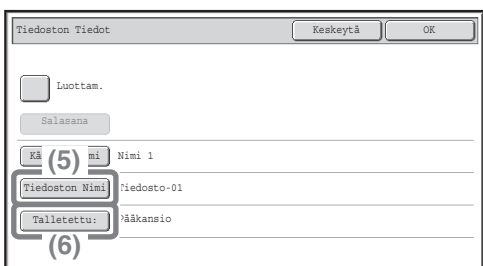 Tiedoston Tiedot Keskeytä OK
Luottam.
Salasana
(5) Nimi 1
Tiedoston Nimi Tiedosto-01
Talletettu: Pääkansio
(6)